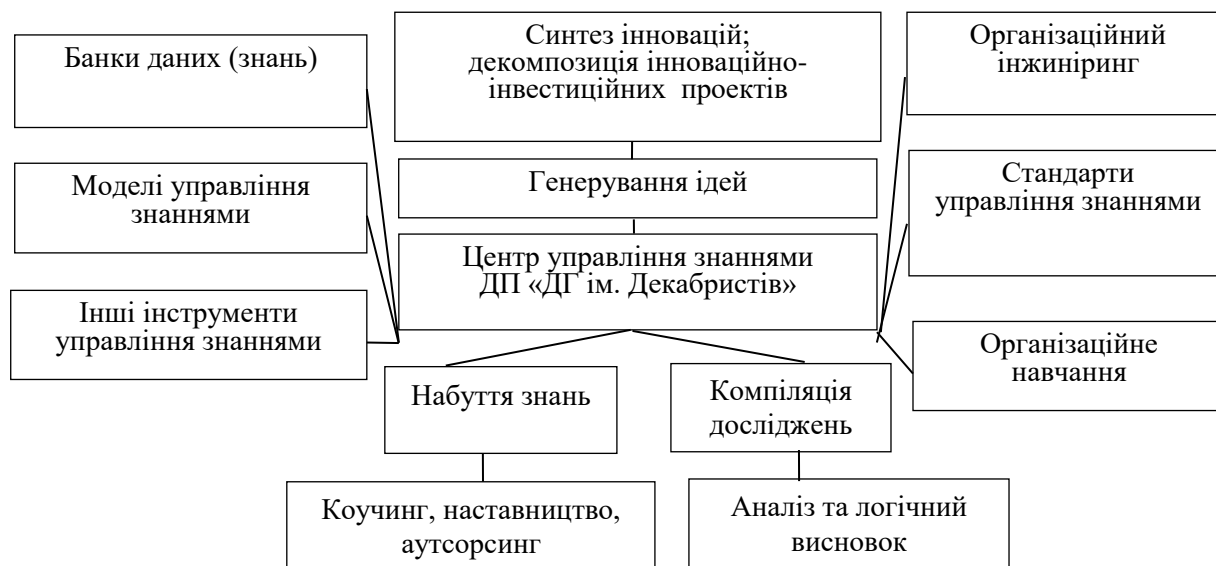 Банки даних (знань)
Синтез інновацій;
декомпозиція інноваційно-
інвестиційних проектів
Організаційний
інжиніринг
Моделі управління
знаннями
Генерування ідей
Стандарти
управління знаннями
Центр управління знаннями
ДП «ДГ ім. Декабристів»
Інші інструменти
управління знаннями
Організаційне
навчання
Набуття знань
Компіляція
досліджень
Коучинг, наставництво,
аутсорсинг
Аналіз та логічний
висновок